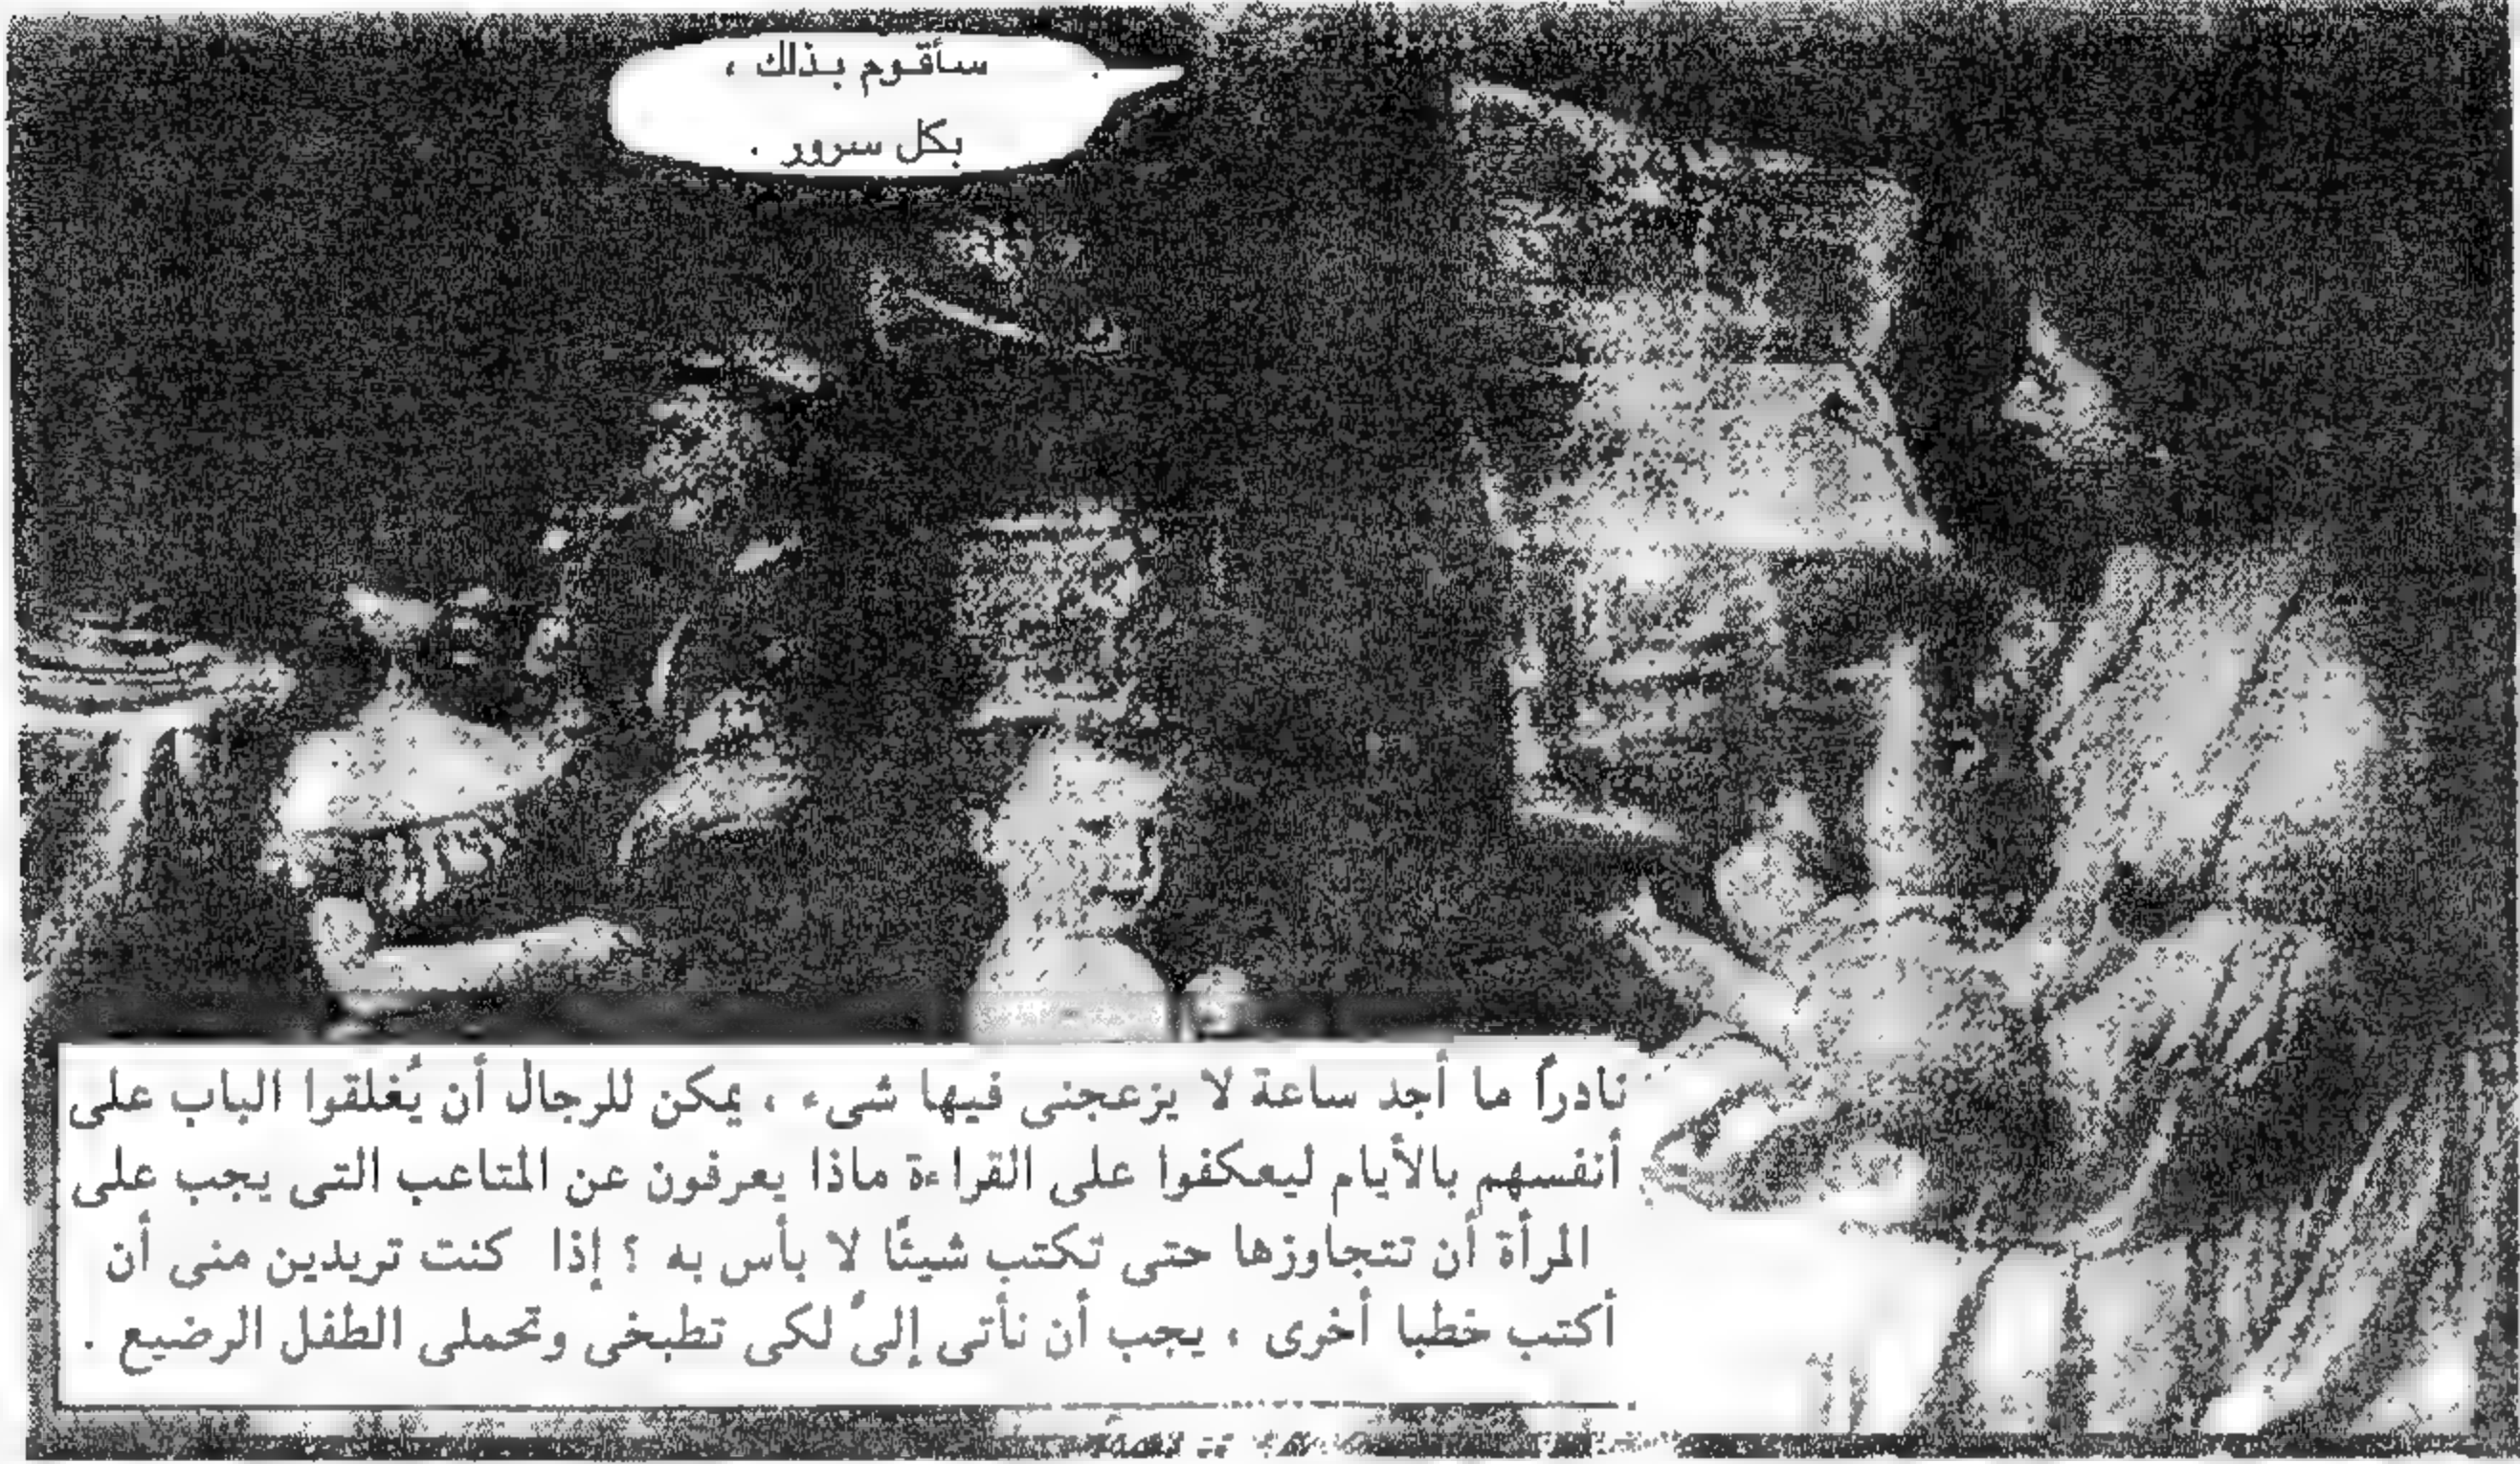 سأقوم بذلك ،
بكل سرور .
نادراً ما أجد ساعة لا يزعجنى فيها شىء ، يمكن للرجال أن يُغلقوا الباب على
أنفسهم بالأيام ليعكفوا على القراءة ماذا يعرفون عن المتاعب التى يجب على
المرأة أن تتجاوزها حتى تكتب شيئًا لا بأس به ؟ إذا كنت تريدين منى أن
أكتب خطبا أخرى ، يجب أن نأتى إلىّ لكى تطبخى وتحملى الطفل الرضيع .